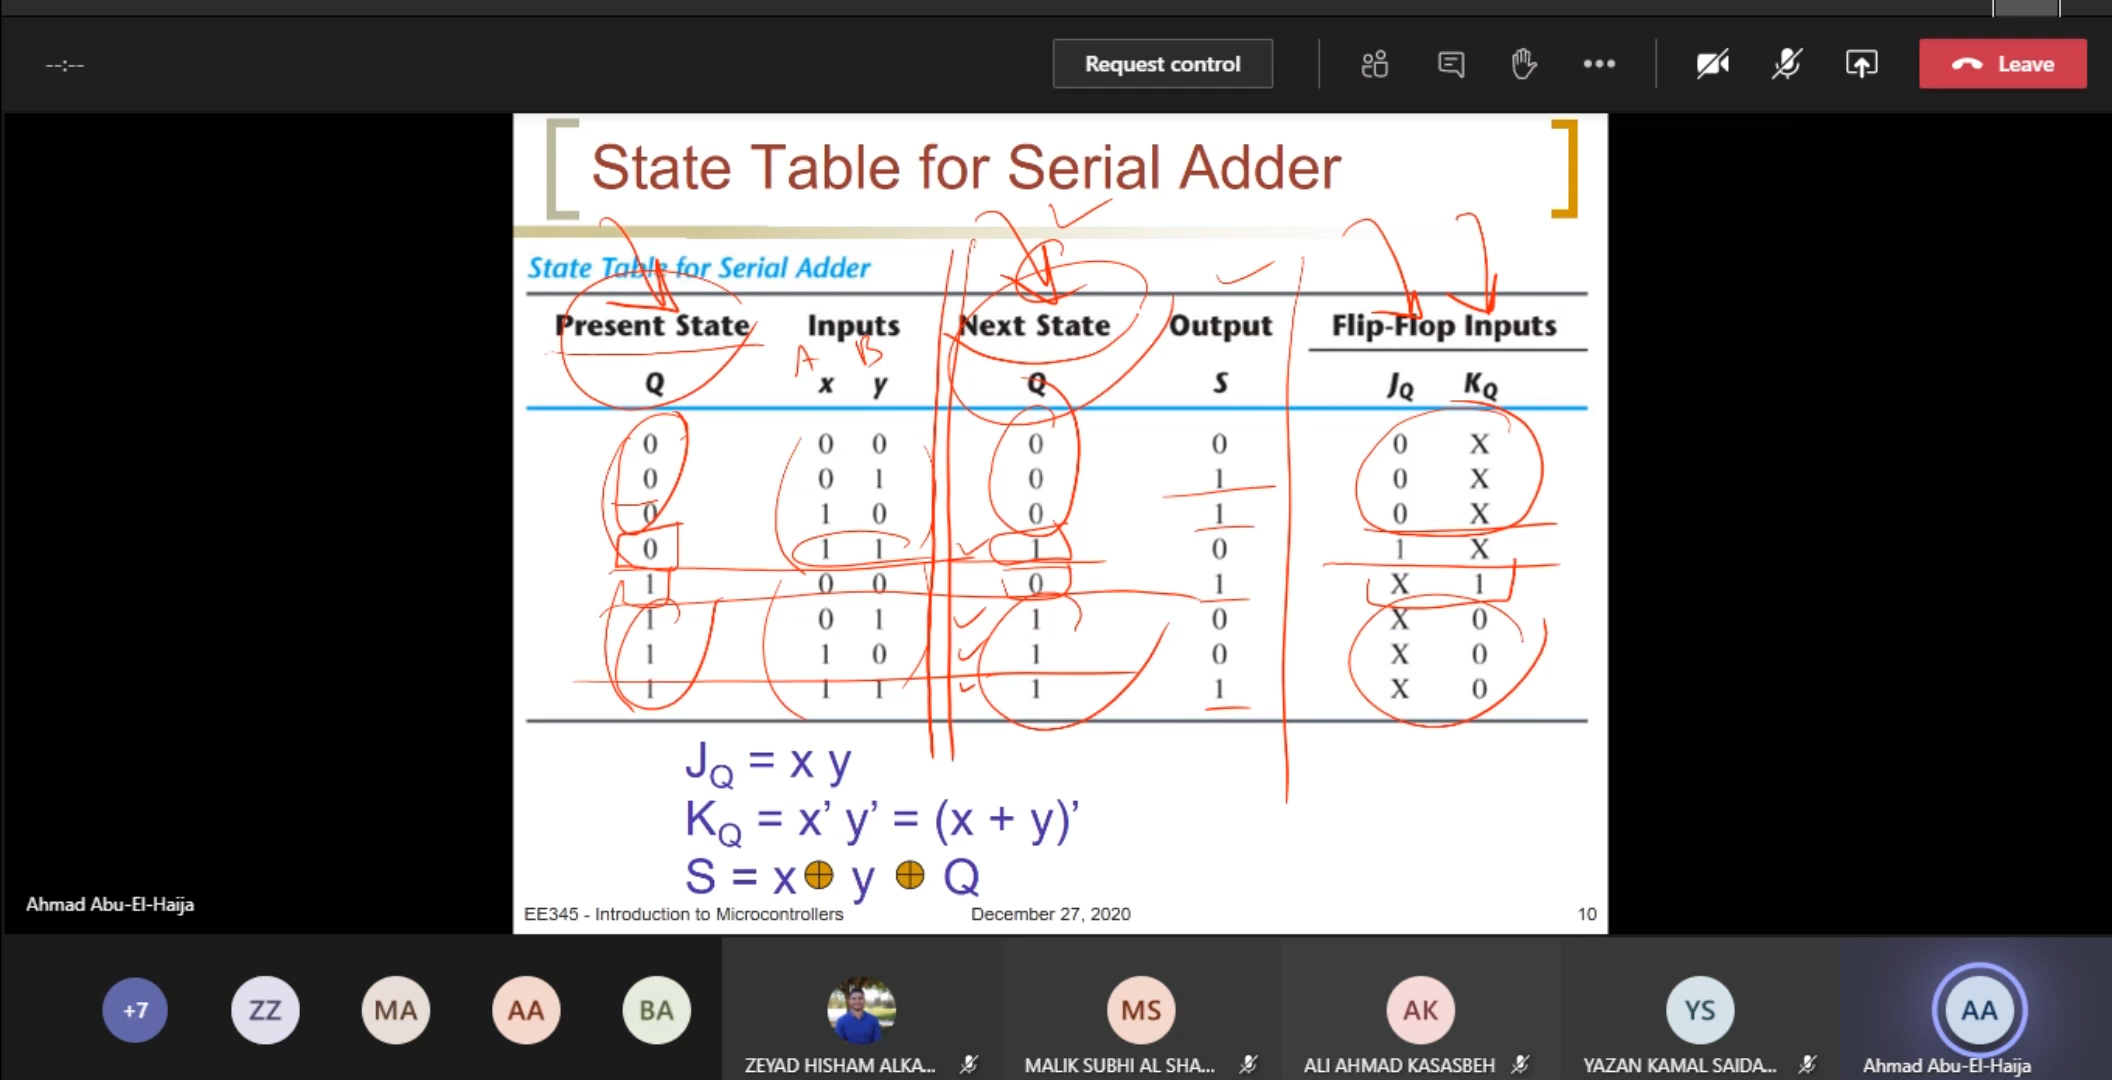 --:--
Request control
Leave
State Table for Serial Adder
State Table for Serial Adder
Present State Inputs Next State Output Flip-Flop Inputs
A B
Q x y Q S JQ KQ
0 0 0 0 0 0 X
0 0 1 0 1 0 X
0 1 0 0 1 0 X
0 1 1 1 0 1 X
1 0 0 0 1 X 1
1 0 1 1 0 X 0
1 1 0 1 0 X 0
1 1 1 1 1 X 0
JQ = x y
KQ = x’ y’ = (x + y)’
S = x ⊕ y ⊕ Q
EE345 - Introduction to Microcontrollers December 27, 2020 10
Ahmad Abu-El-Haija
+7 ZZ MA AA BA MS AK YS AA
ZEYAD HISHAM ALKA... MALIK SUBHI AL SHA... ALI AHMAD KASASBEH YAZAN KAMAL SAIDA... Ahmad Abu-El-Haija